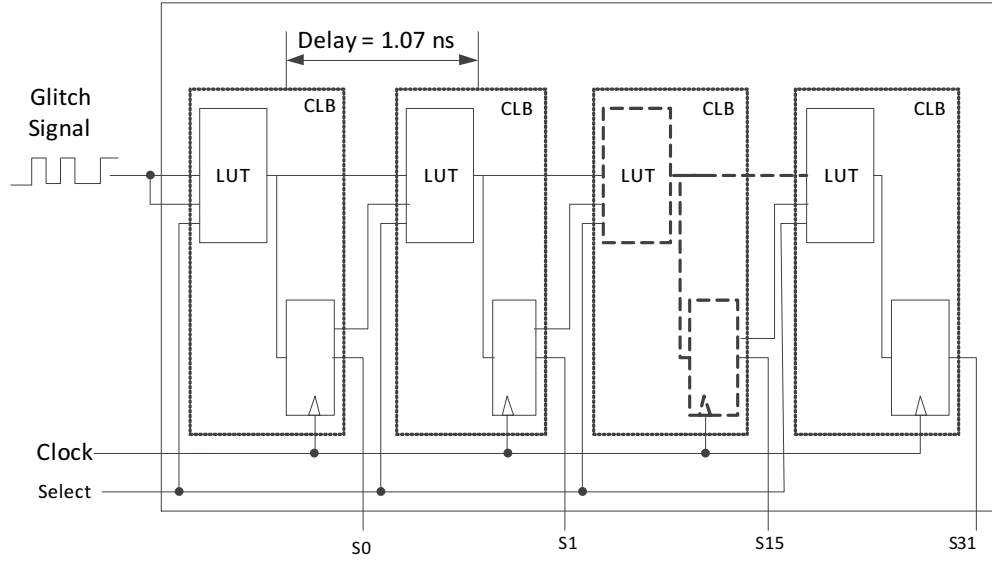 Delay = 1.07 ns
Glitch
Signal
CLB
CLB
CLB
CLB
LUT
LUT
LUT
LUT
Clock
Select
S0
S1
S15
S31